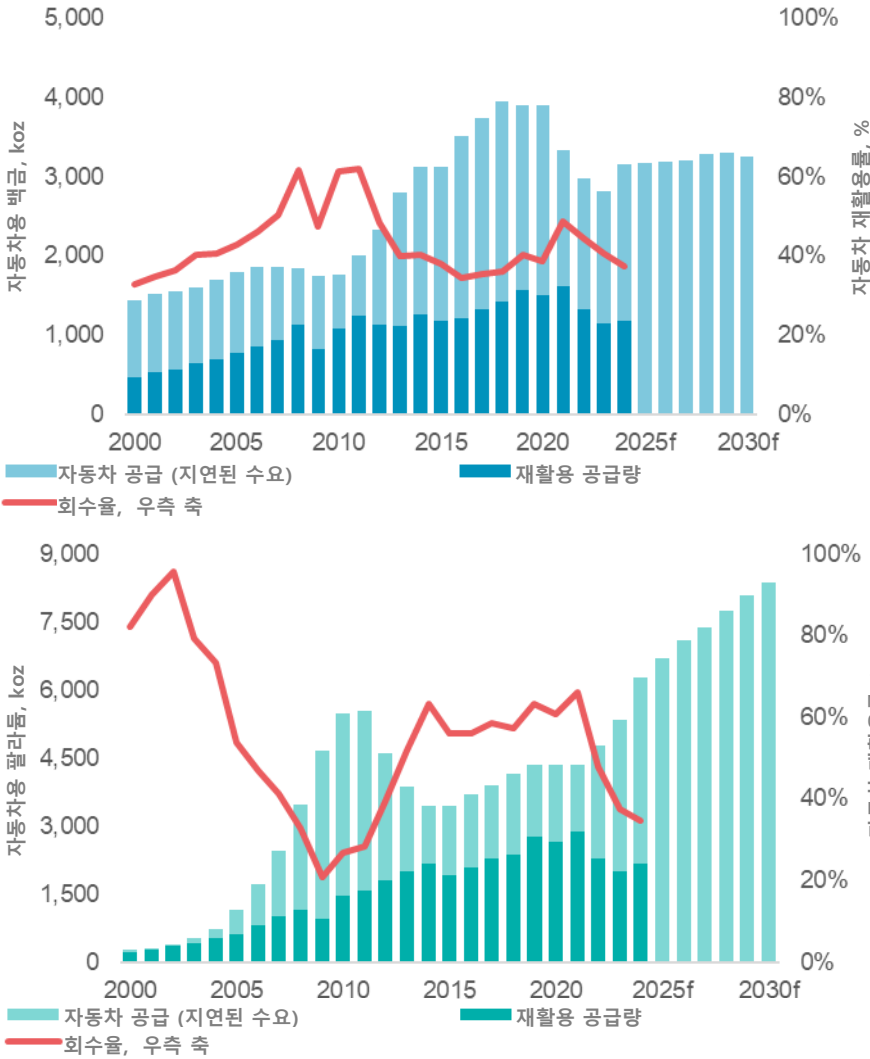 5,000
100%
4,000
80%
3,000
60%
2,000
40%
1,000
20%
0
0%
자동차용 백금, koz
자동차 재활용률, %
2000 2005 2010 2015 2020 2025f 2030f
자동차 공급 (지연된 수요)
재활용 공급량
회수율, 우측 축
9,000
100%
7,500
80%
6,000
60%
4,500
40%
3,000
20%
1,500
0
0%
자동차용 팔라듐, koz
2000 2005 2010 2015 2020 2025f 2030f
자동차 공급 (지연된 수요)
재활용 공급량
회수율, 우측 축